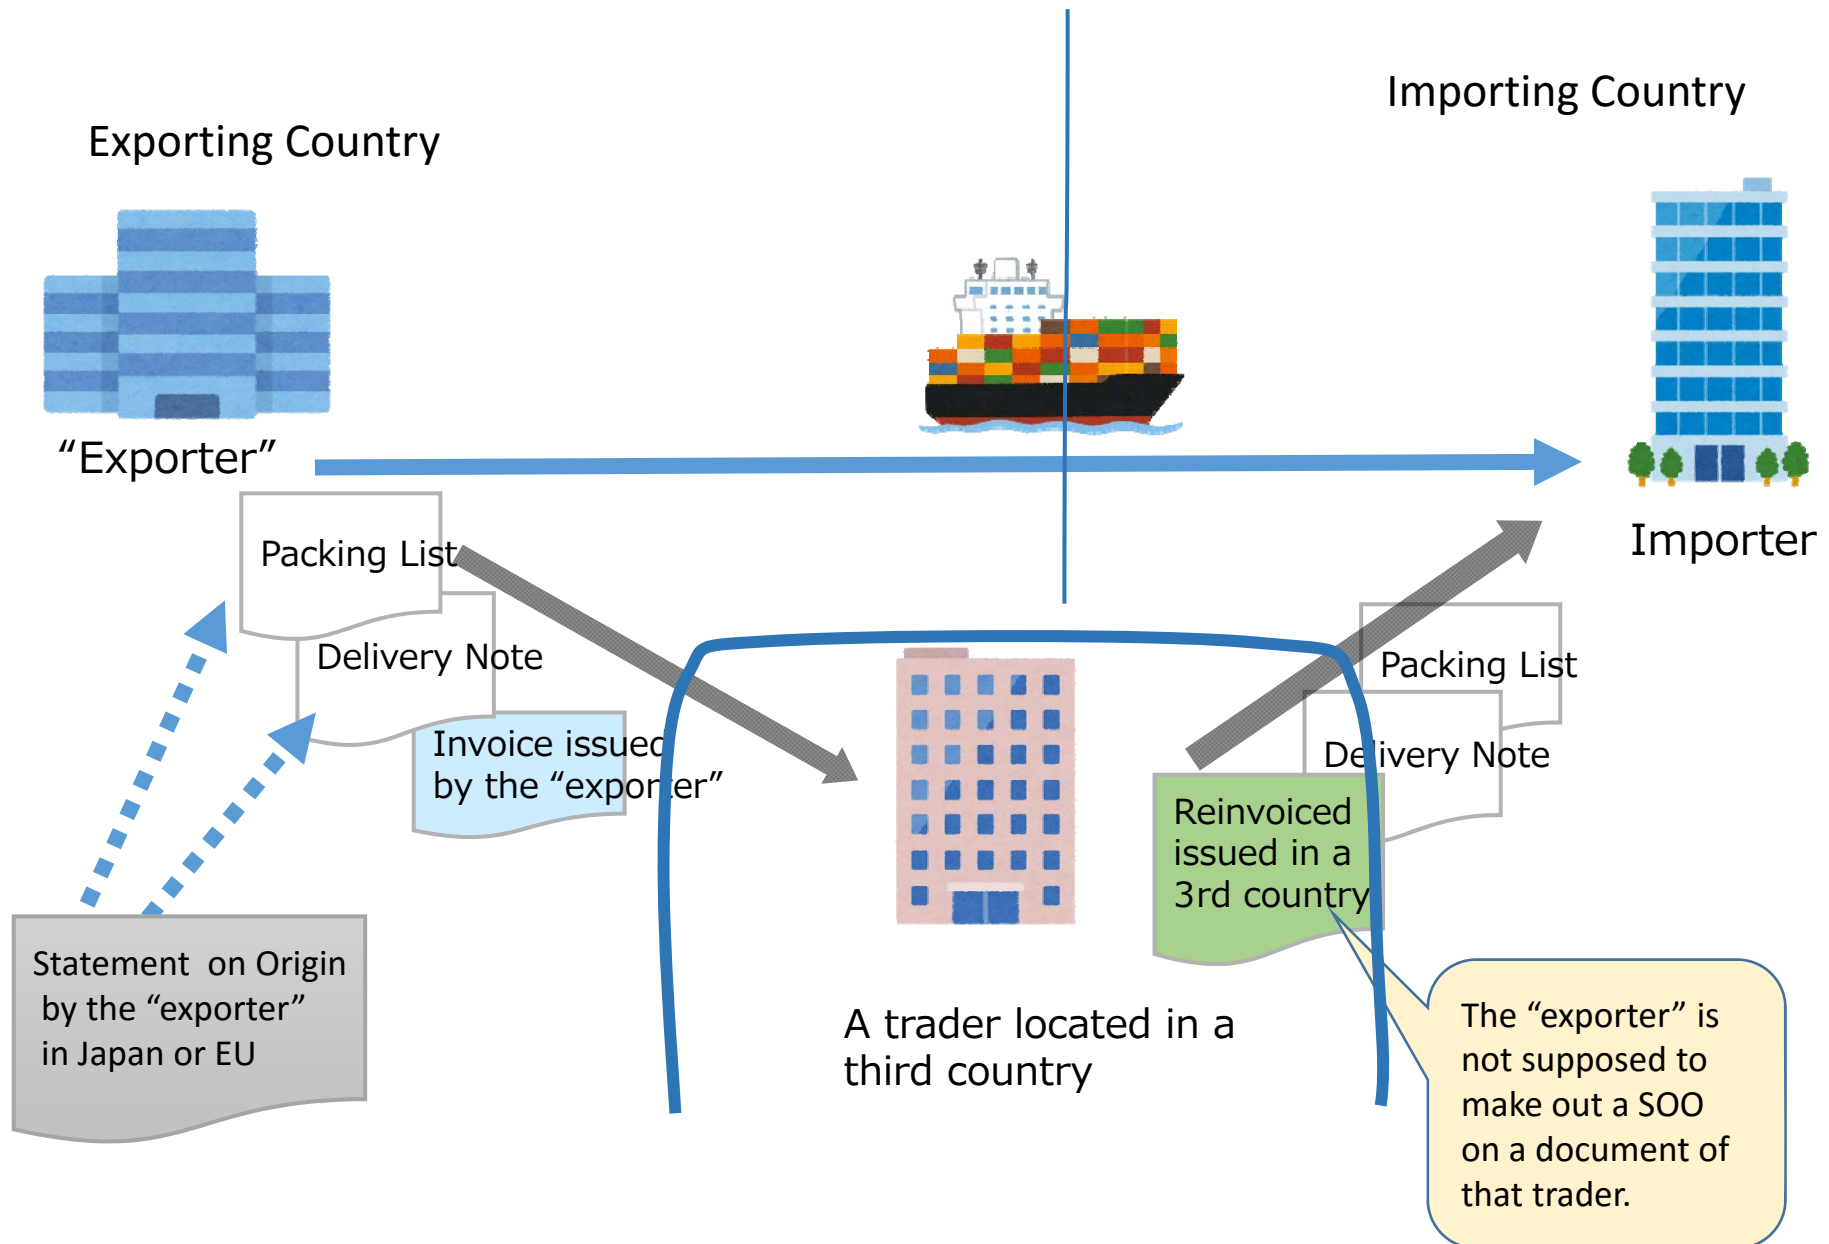 Exporting Country
Importing Country
“Exporter”
Importer
Packing List
Delivery Note
Invoice issued
by the “exporter”
Statement  on Origin
by the “exporter”
in Japan or EU
A trader located in a
third country
Packing List
Delivery Note
Reinvoiced
issued in a
3rd country
The “exporter” is
not supposed to
make out a SOO
on a document of
that trader.